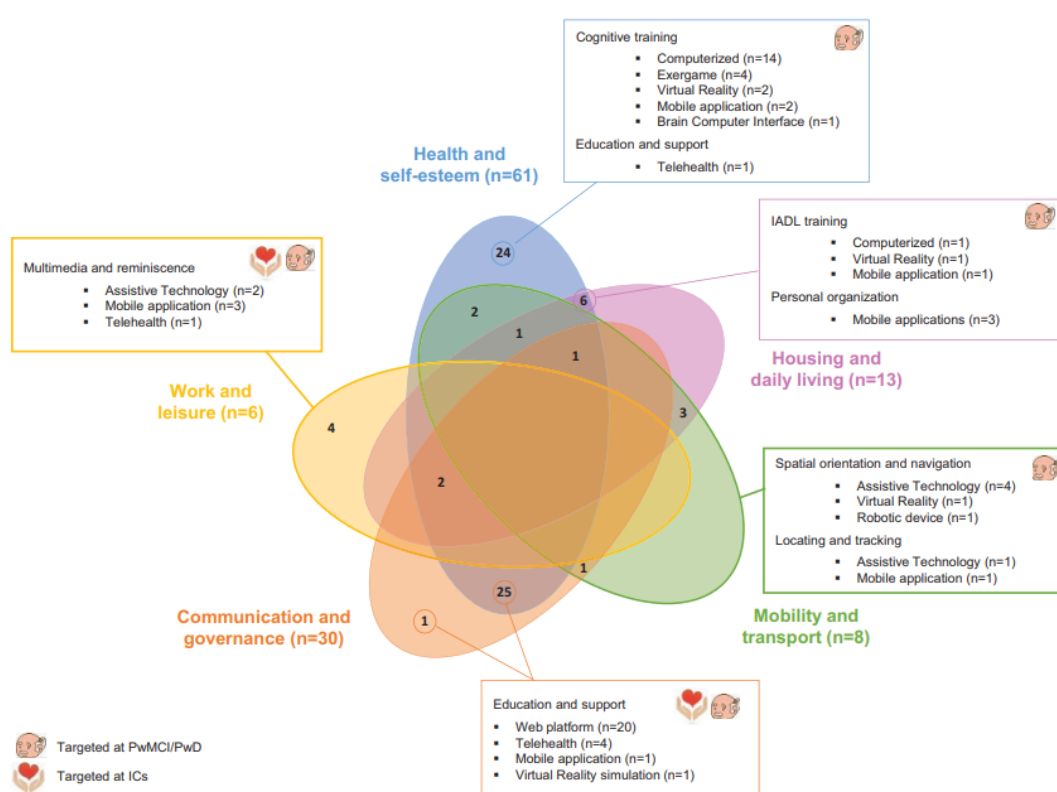 Cognitive training
▪ Computerized (n=14)
▪ Exergame (n=4)
▪ Virtual Reality (n=2)
▪ Mobile application (n=2)
▪ Brain Computer Interface (n=1)
Education and support
▪ Telehealth (n=1)
Health and
self-esteem (n=61)
IADL training
▪ Computerized (n=1)
▪ Virtual Reality (n=1)
▪ Mobile application (n=1)
Personal organization
▪ Mobile applications (n=3)
Multimedia and reminiscence
▪ Assistive Technology (n=2)
▪ Mobile application (n=3)
▪ Telehealth (n=1)
24
6
2
1
1
Housing and
daily living (n=13)
Work and
leisure (n=6)
4
3
2
Spatial orientation and navigation
▪ Assistive Technology (n=4)
▪ Virtual Reality (n=1)
▪ Robotic device (n=1)
Locating and tracking
▪ Assistive Technology (n=1)
▪ Mobile application (n=1)
1
25
1
Communication and
governance (n=30)
Mobility and
transport (n=8)
Education and support
▪ Web platform (n=20)
▪ Telehealth (n=4)
▪ Mobile application (n=1)
▪ Virtual Reality simulation (n=1)
Targeted at PwMCI/PwD
Targeted at ICs